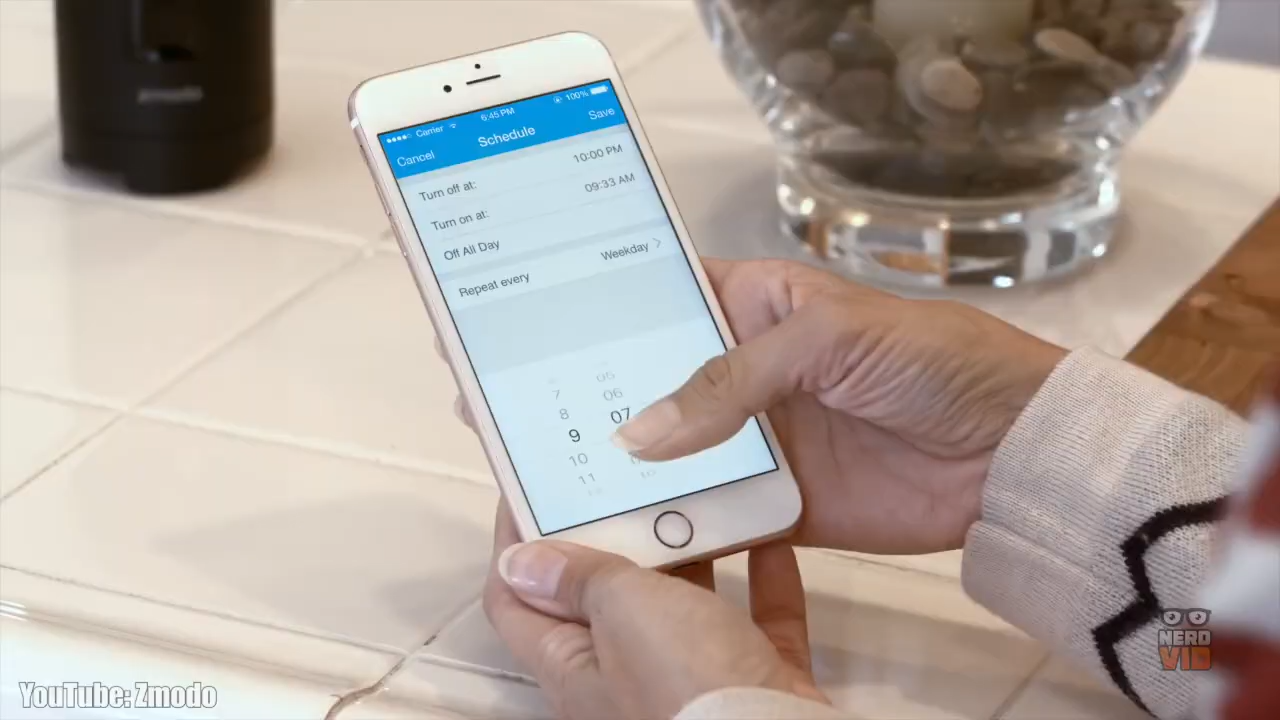 zmodo
Carrier 6:45 PM 100%
Cancel Schedule Save
Turn off at: 10:00 PM
Turn on at: 09:33 AM
Off All Day
Repeat every Weekday
05
7 06
8 07
9
10
11 10
YouTube: Zmodo
NERD
VID